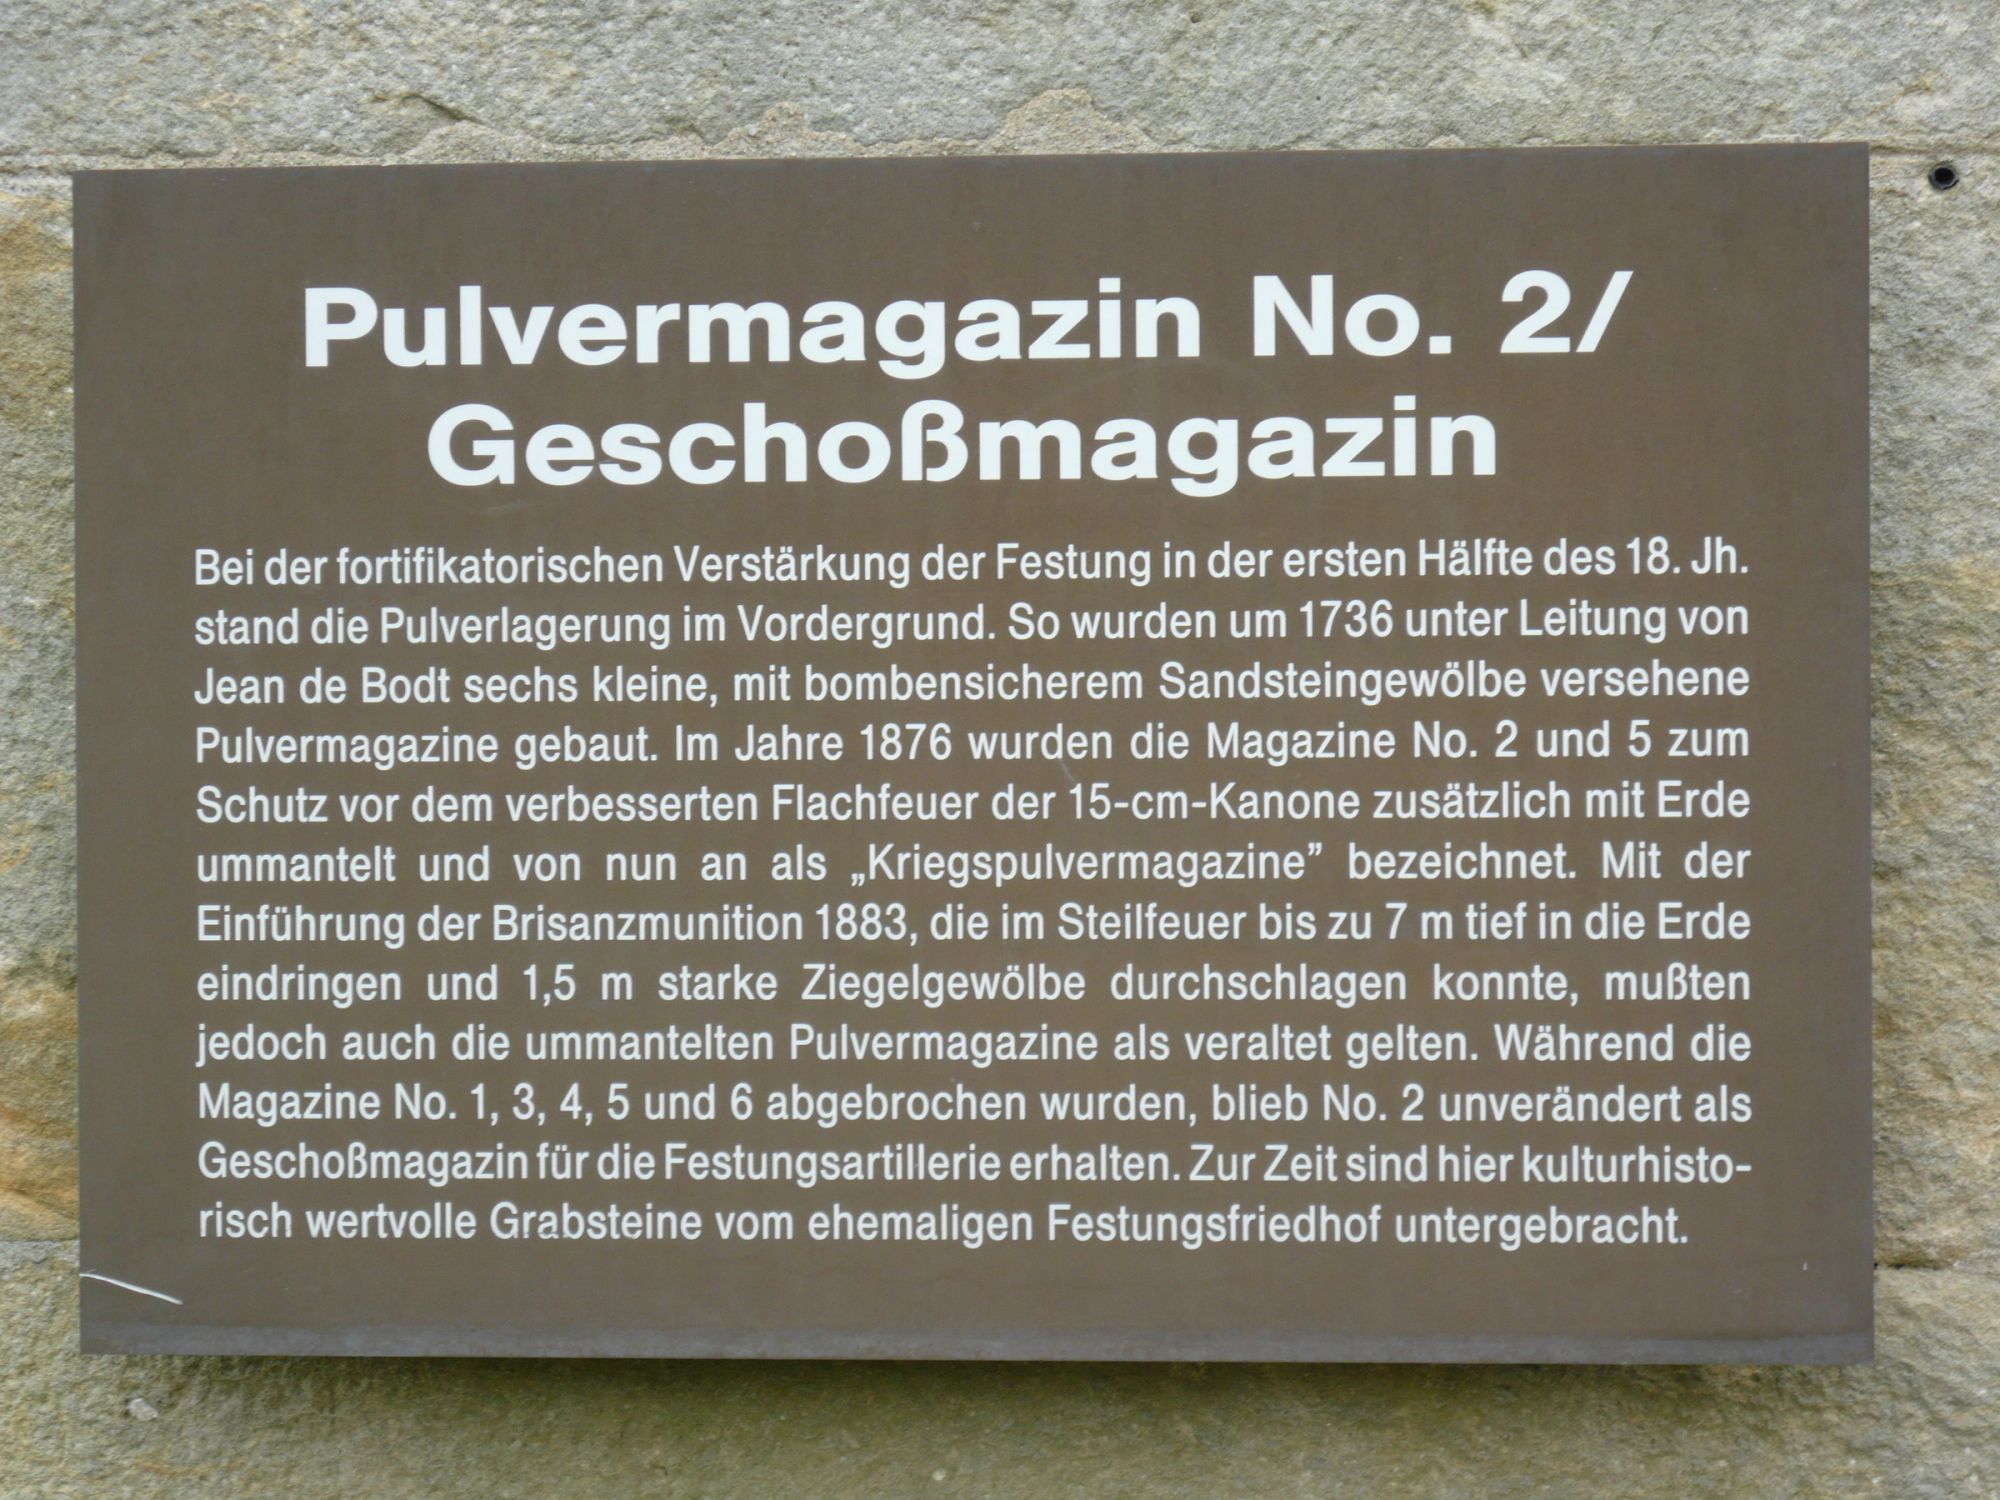 Pulvermagazin No. 2/
Geschoßmagazin
Bei der fortifikatorischen Verstärkung der Festung in der ersten Hälfte des 18. Jh.
stand die Pulverlagerung im Vordergrund. So wurden um 1736 unter Leitung von
Jean de Bodt sechs kleine, mit bombensicherem Sandsteingewölbe versehene
Pulvermagazine gebaut. Im Jahre 1876 wurden die Magazine No. 2 und 5 zum
Schutz vor dem verbesserten Flachfeuer der 15-cm-Kanone zusätzlich mit Erde
ummantelt und von nun an als „Kriegspulvermagazine” bezeichnet. Mit der
Einführung der Brisanzmunition 1883, die im Steilfeuer bis zu 7 m tief in die Erde
eindringen und 1,5 m starke Ziegelgewölbe durchschlagen konnte, mußten
jedoch auch die ummantelten Pulvermagazine als veraltet gelten. Während die
Magazine No. 1, 3, 4, 5 und 6 abgebrochen wurden, blieb No. 2 unverändert als
Geschoßmagazin für die Festungsartillerie erhalten. Zur Zeit sind hier kulturhisto-
risch wertvolle Grabsteine vom ehemaligen Festungsfriedhof untergebracht.